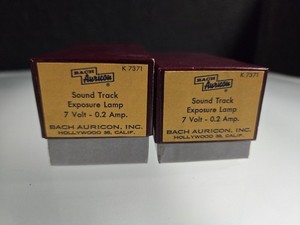 K-7371
BACH
Auricon
®
Sound Track
Exposure Lamp
7 Volt - 0.2 Amp.
BACH AURICON, INC.
HOLLYWOOD 38, CALIF.
K-7371
BACH
Auricon
®
Sound Track
Exposure Lamp
7 Volt - 0.2 Amp.
BACH AURICON, INC.
HOLLYWOOD 38, CALIF.